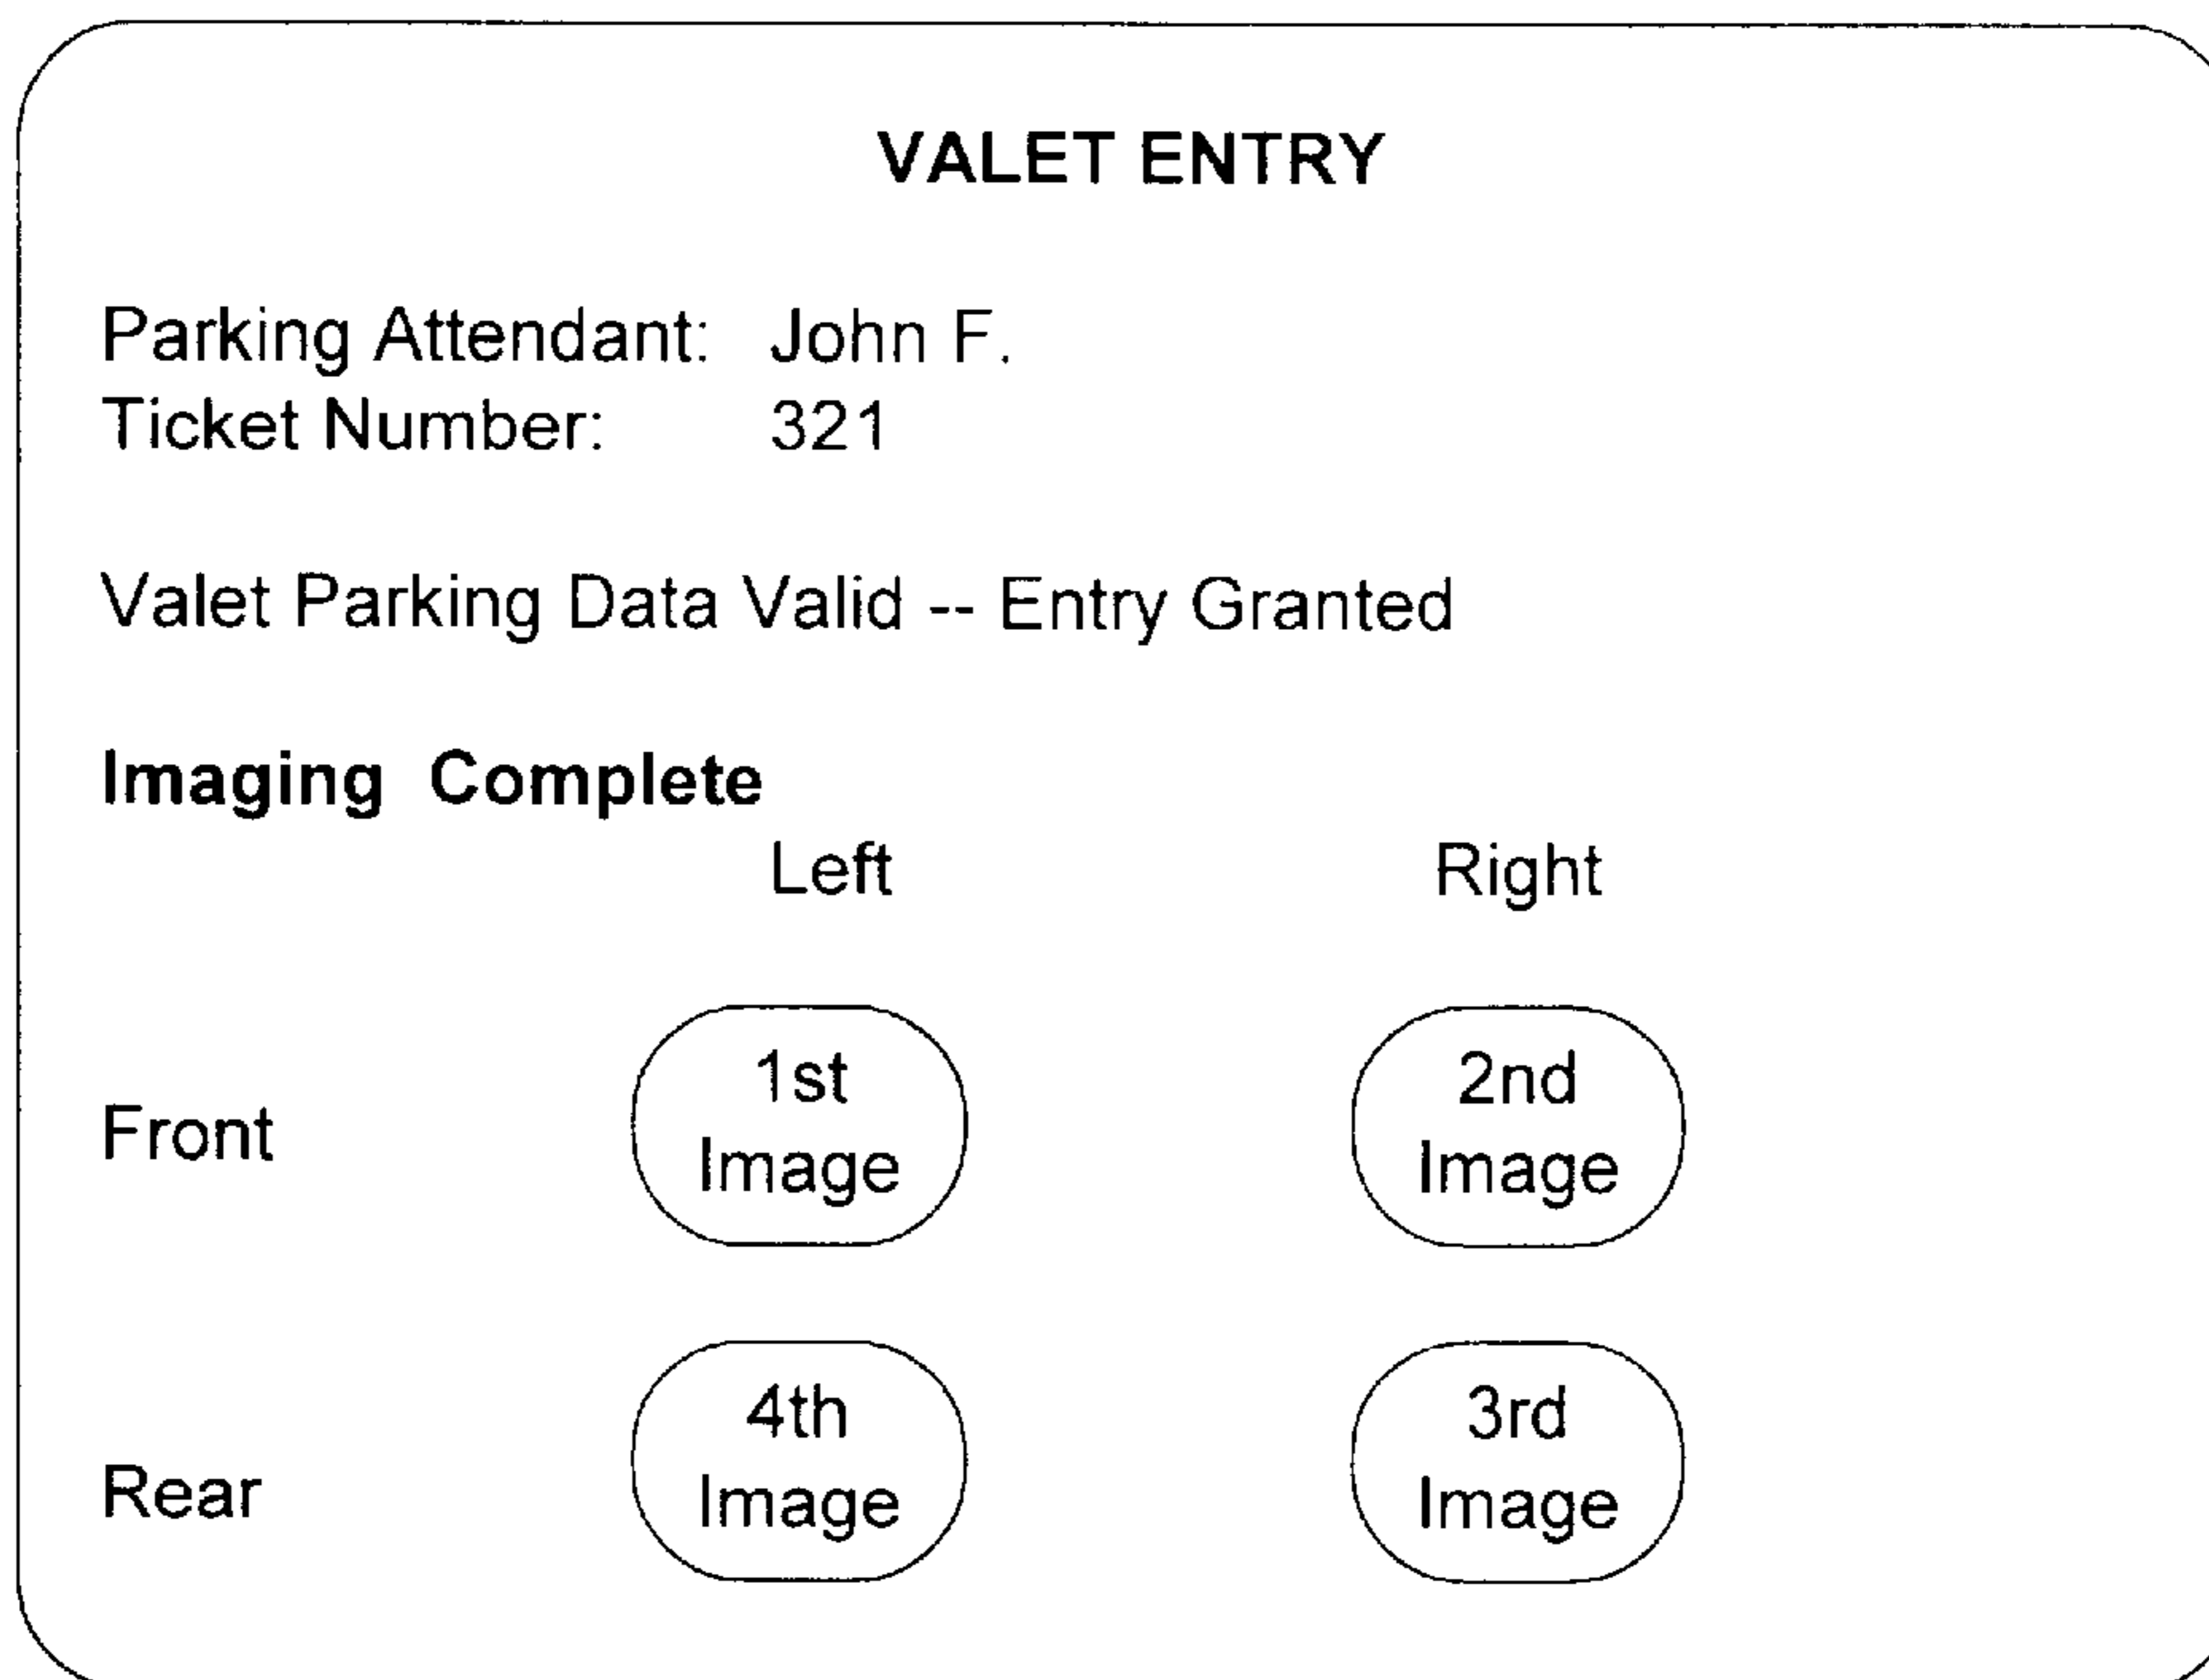 VALET ENTRY
Parking Attendant: John F.
Ticket Number: 321
Valet Parking Data Valid -- Entry Granted
Imaging Complete
Left Right
1st 2nd
Front Image Image
4th 3rd
Rear Image Image